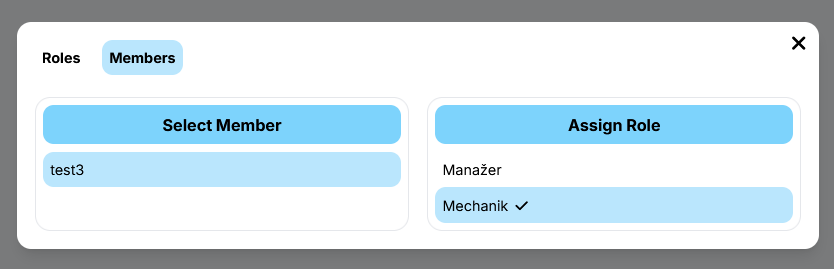 Roles
Members
Select Member
test3
Assign Role
Manažer
Mechanik